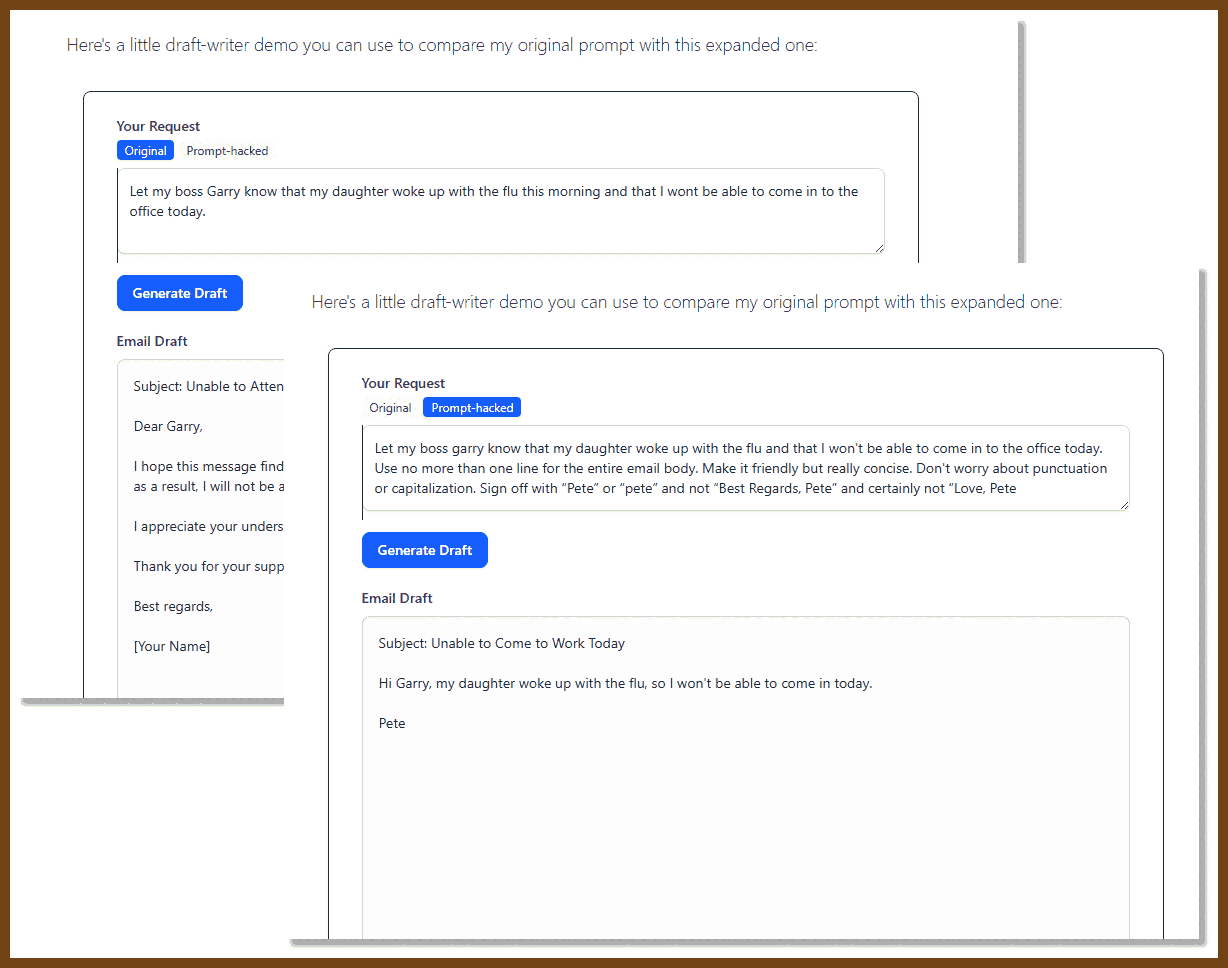 Here's a little draft-writer demo you can use to compare my original prompt with this expanded one:
Your Request
Original Prompt-hacked
Let my boss Garry know that my daughter woke up with the flu this morning and that I wont be able to come in to the
office today.
Generate Draft
Email Draft
Subject: Unable to Atten
Dear Garry,
I hope this message find
as a result, I will not be a
I appreciate your unders
Thank you for your supp
Best regards,
[Your Name]
Here's a little draft-writer demo you can use to compare my original prompt with this expanded one:
Your Request
Original Prompt-hacked
Let my boss garry know that my daughter woke up with the flu and that I won't be able to come in to the office today.
Use no more than one line for the entire email body. Make it friendly but really concise. Don't worry about punctuation
or capitalization. Sign off with “Pete” or “pete” and not “Best Regards, Pete” and certainly not “Love, Pete
Generate Draft
Email Draft
Subject: Unable to Come to Work Today
Hi Garry, my daughter woke up with the flu, so I won't be able to come in today.
Pete